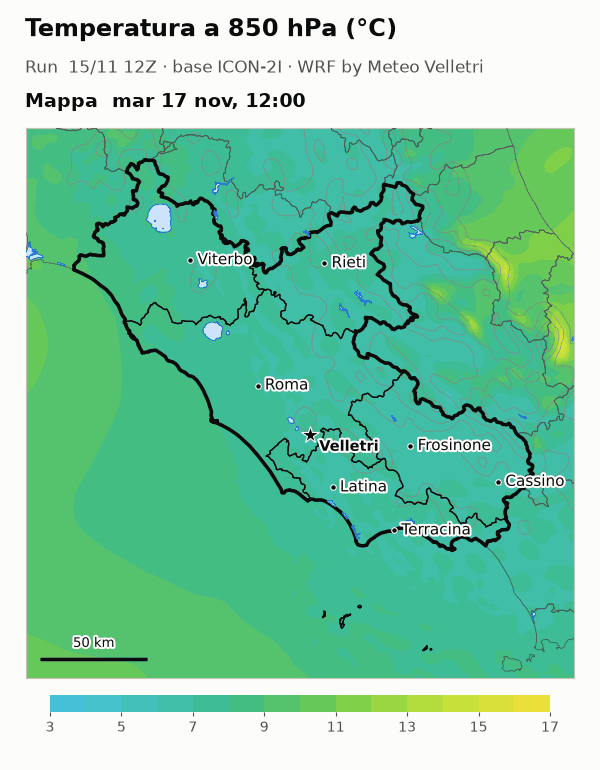 Temperatura a 850 hPa (°C)
Run  15/11 12Z · base ICON-2I · WRF by Meteo Velletri
Mappa  mar 17 nov, 12:00
Viterbo
Rieti
Roma
Velletri
Frosinone
Latina
Cassino
Terracina
50 km
3 5 7 9 11 13 15 17